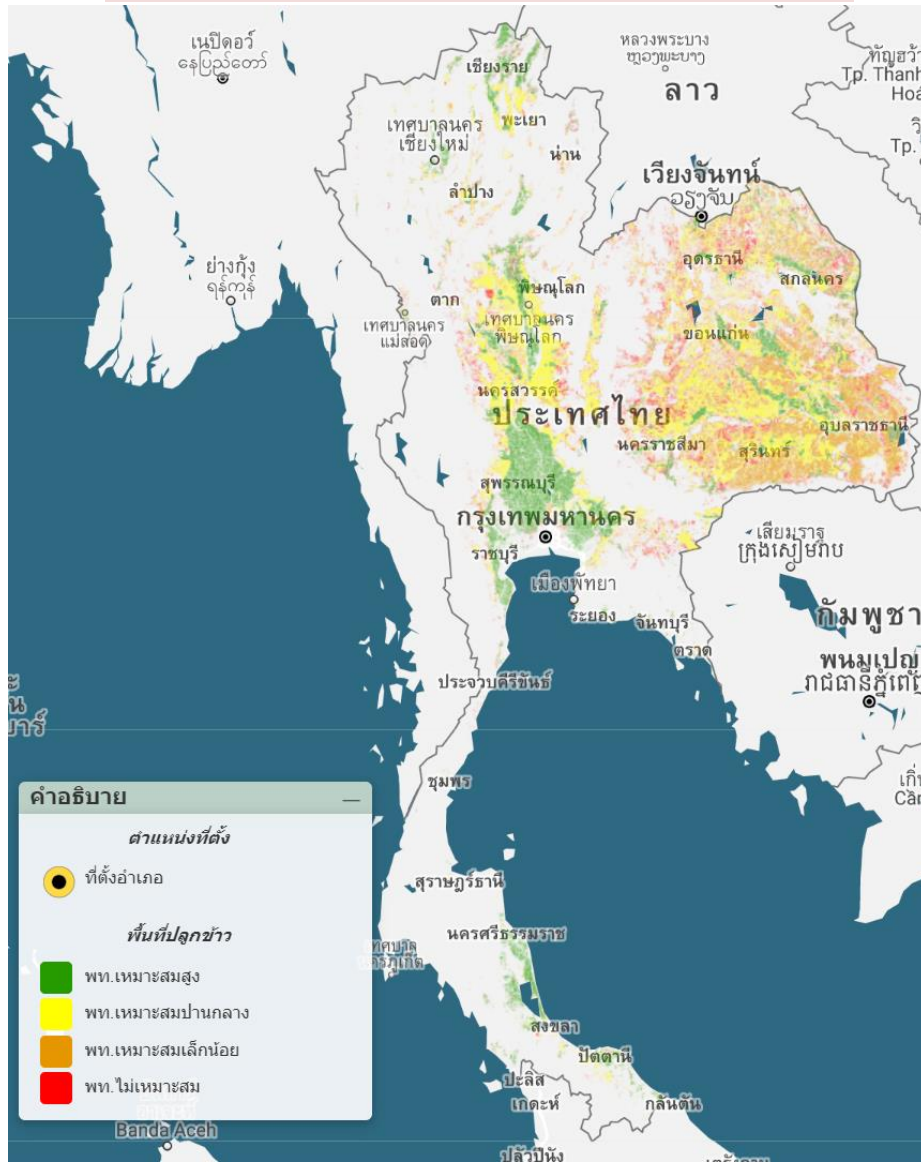 เนปิดอว์
နေပြည်တော်
หลวงพระบาง
ຫຼວງພະບາງ
ลาว
Tp. Thanh
Hoá
Tp.
เชียงราย
พะเยา
เทศบาลนคร
เชียงใหม่
น่าน
ลำปาง
เวียงจันทน์
ວຽງຈັນ
อุดรธานี
สกลนคร
ย่างกุ้ง
ရန်ကုန်
ตาก
เทศบาลนคร
แม่สอด
พิษณุโลก
เทศบาลนคร
พิษณุโลก
ขอนแก่น
นครสวรรค์
ประเทศไทย
นครราชสีมา
อุบลราชธานี
สุรินทร์
สุพรรณบุรี
กรุงเทพมหานคร
ราชบุรี
เมืองพัทยา
ระยอง
จันทบุรี
ตราด
เสียมราฐ
ក្រុងសៀមរាប
กัมพูชา
พนมเปญ
រាជធានីភ្នំពេញ
ประจวบคีรีขันธ์
ชุมพร
สุราษฎร์ธานี
นครศรีธรรมราช
สงขลา
ปัตตานี
ปะลิส
เกดะห์
กลันตัน
ปูเลาปีนัง
คำอธิบาย
ตำแหน่งที่ตั้ง
ที่ตั้งอำเภอ
พื้นที่ปลูกข้าว
พท.เหมาะสมสูง
พท.เหมาะสมปานกลาง
พท.เหมาะสมเล็กน้อย
พท.ไม่เหมาะสม
Banda Aceh